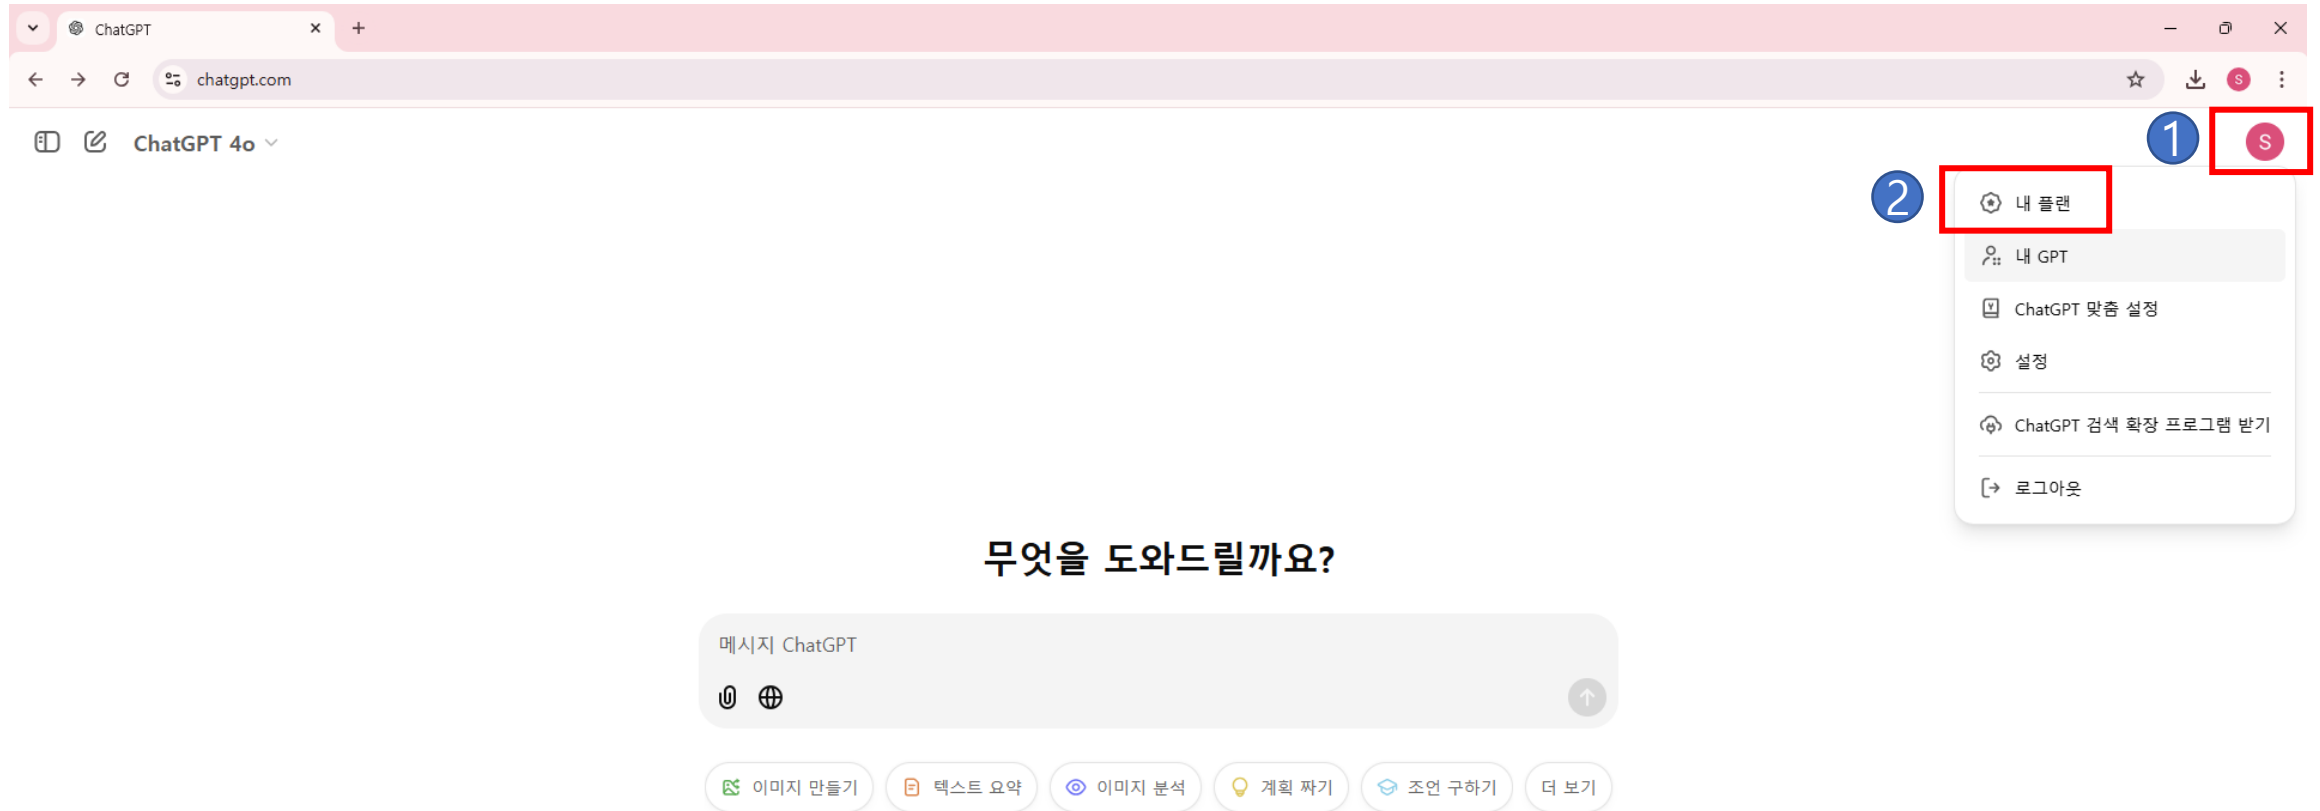 ChatGPT
chatgpt.com
S
ChatGPT 4o
1
S
2
내 플랜
내 GPT
ChatGPT 맞춤 설정
설정
ChatGPT 검색 확장 프로그램 받기
로그아웃
무엇을 도와드릴까요?
메시지 ChatGPT
이미지 만들기 텍스트 요약 이미지 분석 계획 짜기 조언 구하기 더 보기